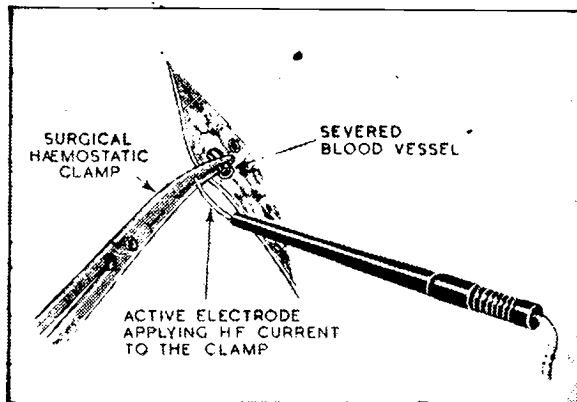 SURGICAL
HÆMOSTATIC
CLAMP
SEVERED
BLOOD VESSEL
ACTIVE ELECTRODE
APPLYING HF CURRENT
TO THE CLAMP